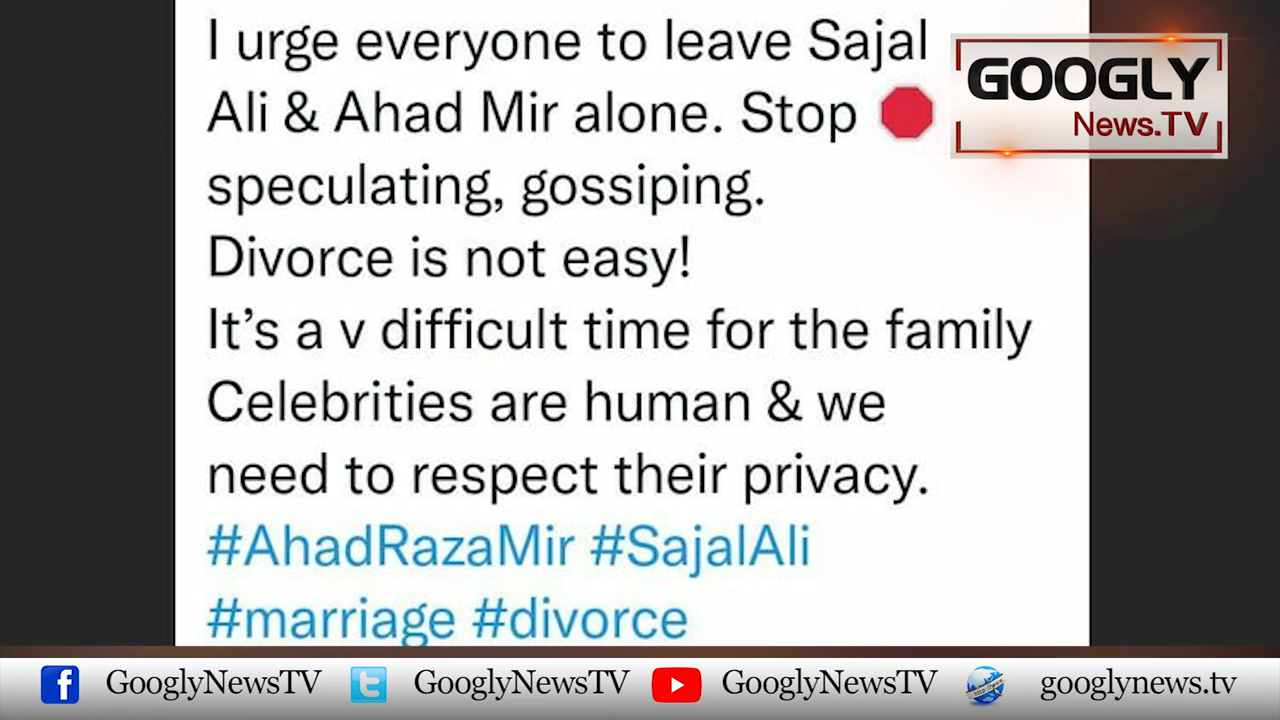 I urge everyone to leave Sajal
Ali & Ahad Mir alone. Stop 🛑
speculating, gossiping.
Divorce is not easy!
It's a v difficult time for the family
Celebrities are human & we
need to respect their privacy.
#AhadRazaMir #SajalAli
#marriage #divorce
GOOGLY
News.TV
GooglyNewsTV GooglyNewsTV GooglyNewsTV googlynews.tv